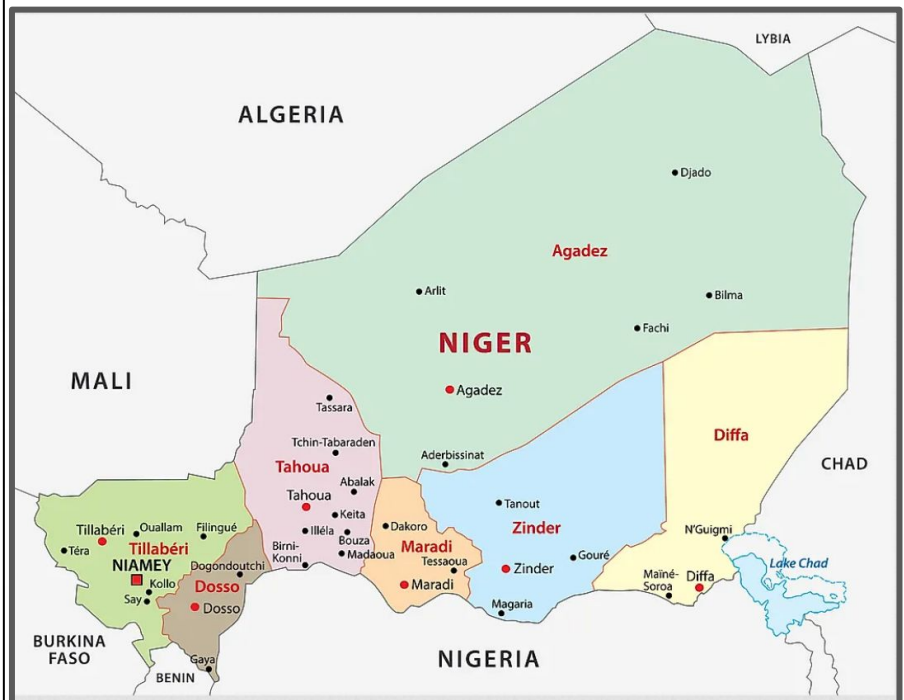 LYBIA
ALGERIA
Djado
Agadez
Arlit
Bilma
Fachi
NIGER
MALI
Agadez
Tassara
Diffa
Tchin-Tabaraden
Aderbissinat
CHAD
Tahoua
Abalak
Tahoua
Tanout
Keita
Tillabéri
Ouallam
Filingué
Illéla
Dakoro
Zinder
N'Guigmi
Bouza
Birni-
Konni
Téra
Tillabéri
Maradi
Madaoua
Gouré
Tessaoua
NIAMEY
Dogondoutchi
Lake Chad
Zinder
Maïné-
Soroa
Diffa
Kollo
Dosso
Maradi
Say
Dosso
Magaria
BURKINA
FASO
Gaya
NIGERIA
BENIN